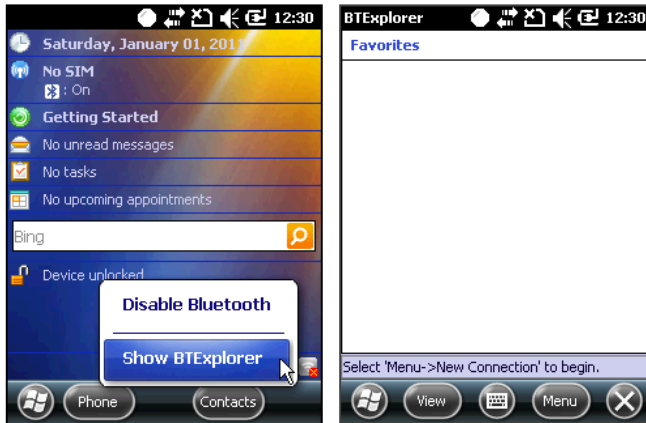 12:30
Saturday, January 01, 2011
No SIM
: On
Getting Started
No unread messages
No tasks
No upcoming appointments
Bing
Device unlocked
Disable Bluetooth
Show BTExplorer
Phone
Contacts
BTExplorer
12:30
Favorites
Select 'Menu->New Connection' to begin.
View
Menu